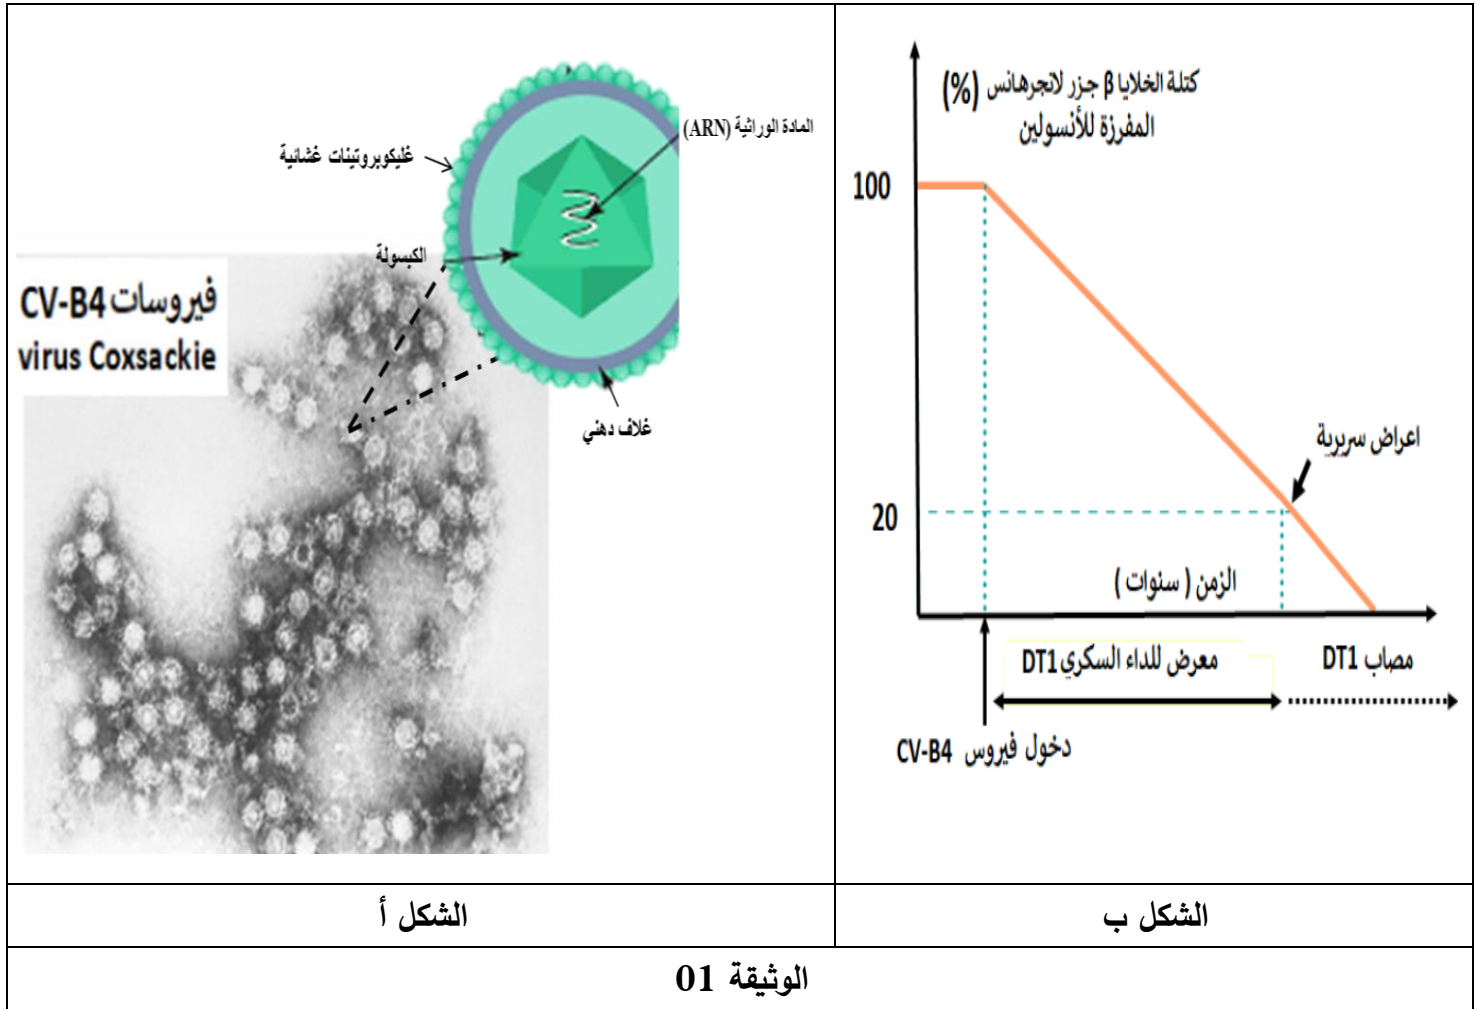 المادة الوراثية (ARN)
غليكوبروتينات غشائية
الكبسولة
فيروسات CV-B4
virus Coxsackie
غلاف دهني
الشكل أ
كتلة الخلايا β جزر لانجرهانس (%)
المفرزة للأنسولين
100
اعراض سريرية
20
الزمن ( سنوات )
معرض للداء السكري DT1
مصاب DT1
دخول فيروس CV-B4
الشكل ب
الوثيقة 01